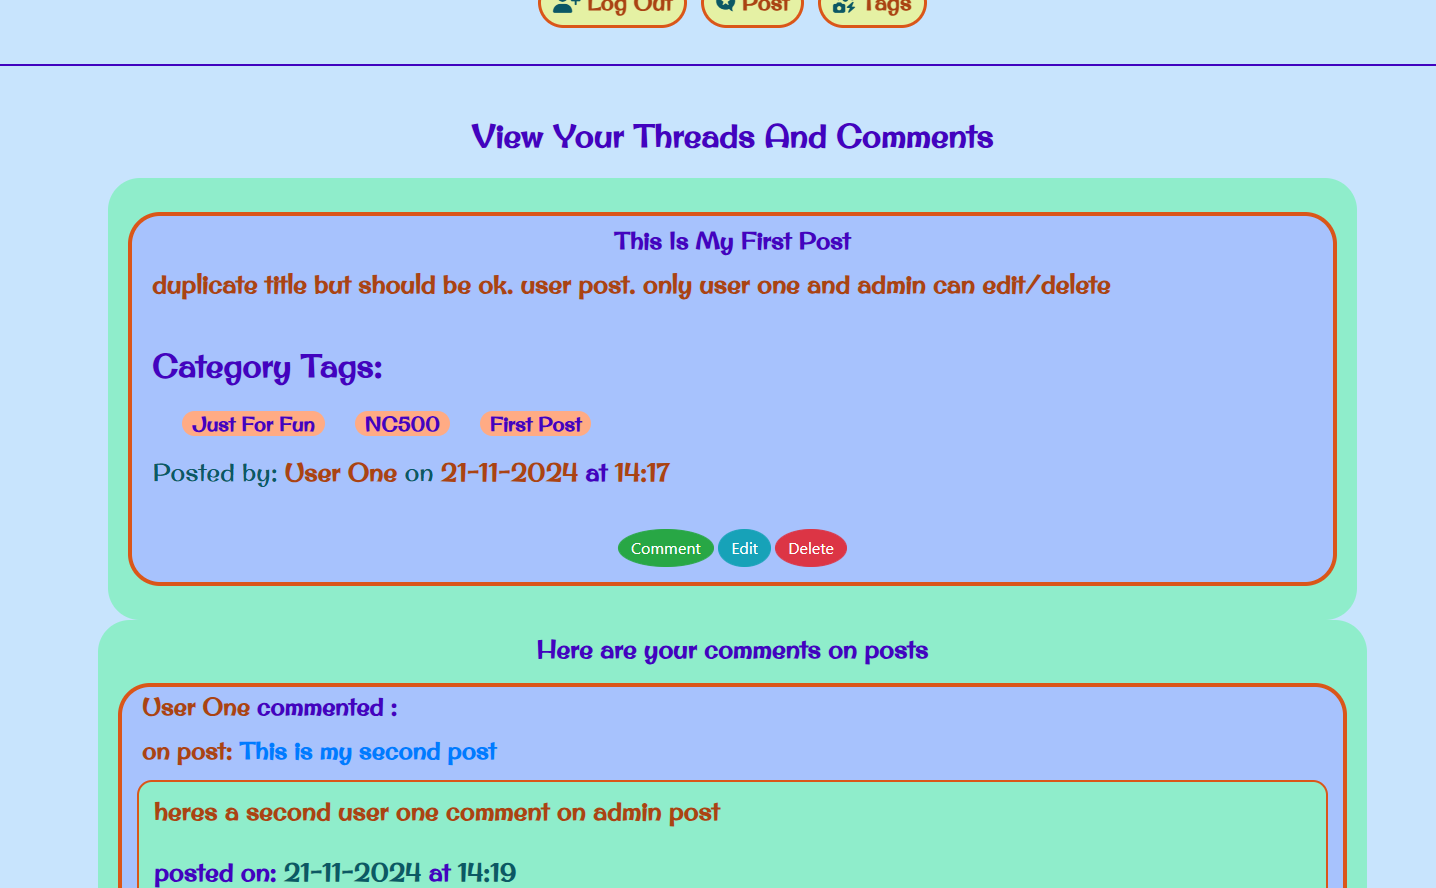 Log Out Post Tags
View Your Threads And Comments
This Is My First Post
duplicate title but should be ok. user post. only user one and admin can edit/delete
Category Tags:
Just For Fun NC500 First Post
Posted by: User One on 21-11-2024 at 14:17
Comment Edit Delete
Here are your comments on posts
User One commented :
on post: This is my second post
heres a second user one comment on admin post
posted on: 21-11-2024 at 14:19